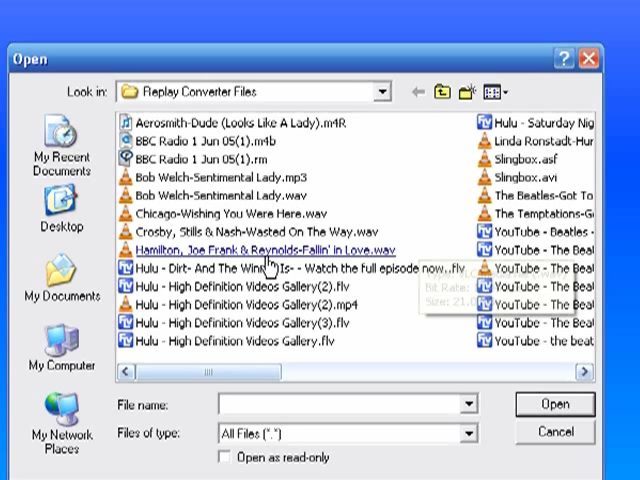 Open
Look in: Replay Converter Files
My Recent Documents
Desktop
My Documents
My Computer
My Network Places
Aerosmith-Dude (Looks Like A Lady).m4R
BBC Radio 1 Jun 05(1).m4b
BBC Radio 1 Jun 05(1).rm
Bob Welch-Sentimental Lady.mp3
Bob Welch-Sentimental Lady.wav
Chicago-Wishing You Were Here.wav
Crosby, Stills & Nash-Wasted On The Way.wav
Hamilton, Joe Frank & Reynolds-Fallin' in Love.wav
Hulu - Dirt- And The Is- - Watch the full episode now..flv
Hulu - High Definition Videos Gallery(2).flv
Hulu - High Definition Videos Gallery(2).mp4
Hulu - High Definition Videos Gallery(3).flv
Hulu - High Definition Videos Gallery.flv
Hulu - Saturday Nig
Linda Ronstadt-Hur
Slingbox.asf
Slingbox.avi
The Beatles-Got To
The Temptations-G
YouTube - Beatles -
YouTube - The Beat
YouTube - The Beat
YouTube - The Beat
YouTube - The Beat
YouTube - The Beat
YouTube - the beat
Bit Rate:
Size: 21.0
File name:
Open
Files of type: All Files (*.*)
Cancel
Open as read-only